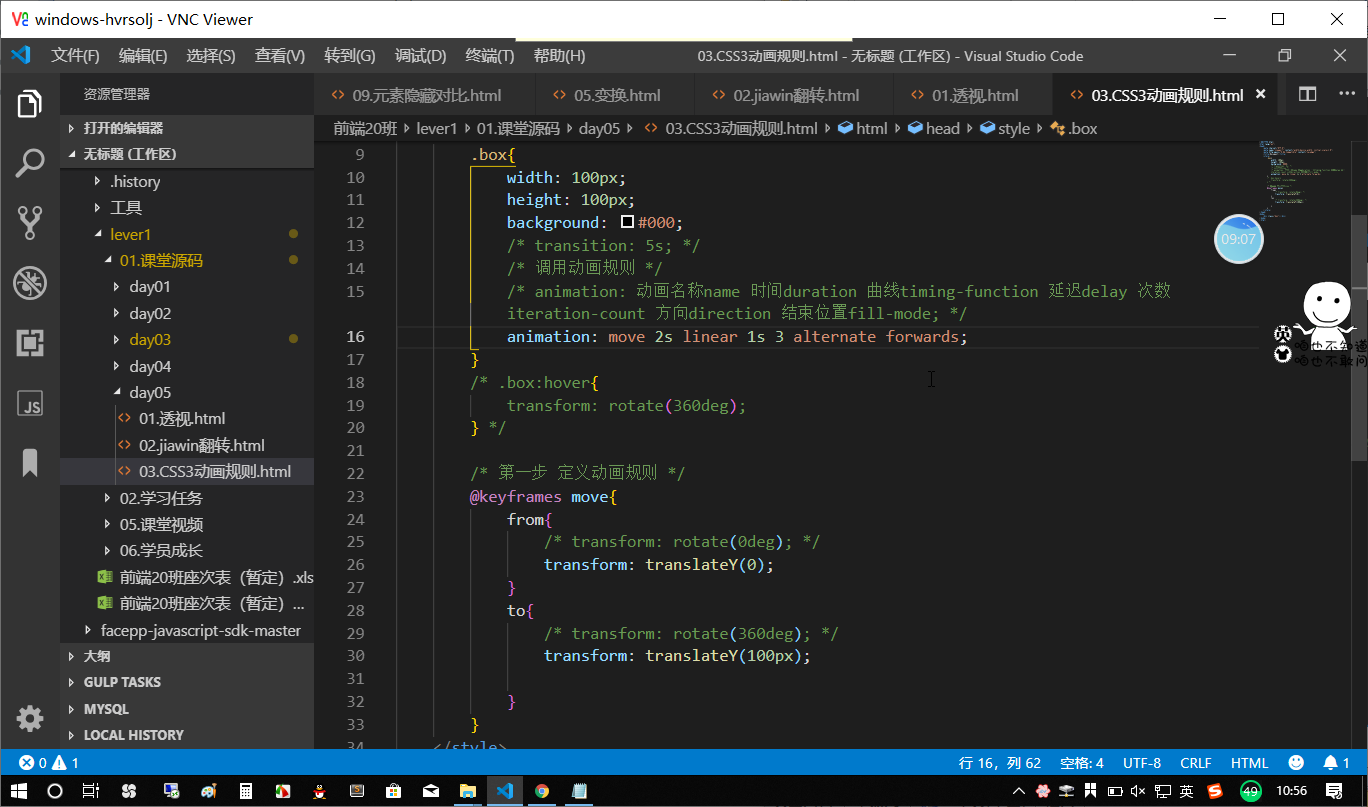 windows-hvrsolj - VNC Viewer
文件(F) 编辑(E) 选择(S) 查看(V) 转到(G) 调试(D) 终端(T) 帮助(H) 03.CSS3动画规则.html - 无标题 (工作区) - Visual Studio Code
资源管理器
09.元素隐藏对比.html 05.变换.html 02.jiawin翻转.html 01.透视.html 03.CSS3动画规则.html
打开的编辑器
无标题 (工作区)
.history
工具
lever1
01.课堂源码
day01
day02
day03
day04
day05
01.透视.html
02.jiawin翻转.html
03.CSS3动画规则.html
02.学习任务
05.课堂视频
06.学员成长
前端20班座次表（暂定）.xls
前端20班座次表（暂定） ...
facepp-javascript-sdk-master
大纲
GULP TASKS
MYSQL
LOCAL HISTORY
前端20班 lever1 01.课堂源码 day05 03.CSS3动画规则.html html head style .box
9 .box{
10 width: 100px;
11 height: 100px;
12 background: #000;
13 /* transition: 5s; */
14 /* 调用动画规则 */
15 /* animation: 动画名称name 时间duration 曲线timing-function 延迟delay 次数
iteration-count 方向direction 结束位置fill-mode; */
16 animation: move 2s linear 1s 3 alternate forwards;
17 }
18 /* .box:hover{
19 transform: rotate(360deg);
20 } */
21
22 /* 第一步 定义动画规则 */
23 @keyframes move{
24 from{
25 /* transform: rotate(0deg); */
26 transform: translateY(0);
27 }
28 to{
29 /* transform: rotate(360deg); */
30 transform: translateY(100px);
31
32 }
33 }
34 </style>
09:07
咱也不知道
咱也不敢问
JS
0 1 行 16，列 62 空格: 4 UTF-8 CRLF HTML 1
英 49 10:56